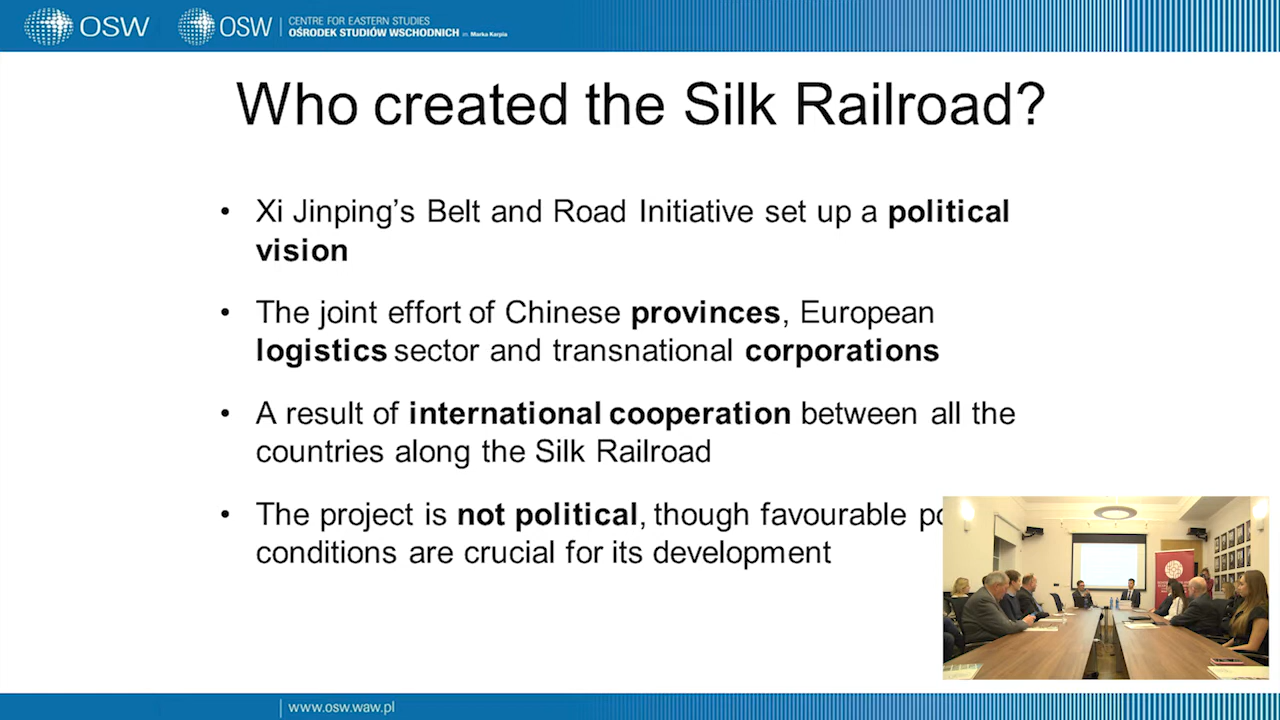 OSW
OSW
CENTRE FOR EASTERN STUDIES
OŚRODEK STUDIÓW WSCHODNICH im. Marka Karpia
Who created the Silk Railroad?
• Xi Jinping’s Belt and Road Initiative set up a political
vision
• The joint effort of Chinese provinces, European
logistics sector and transnational corporations
• A result of international cooperation between all the
countries along the Silk Railroad
• The project is not political, though favourable
conditions are crucial for its development
www.osw.waw.pl